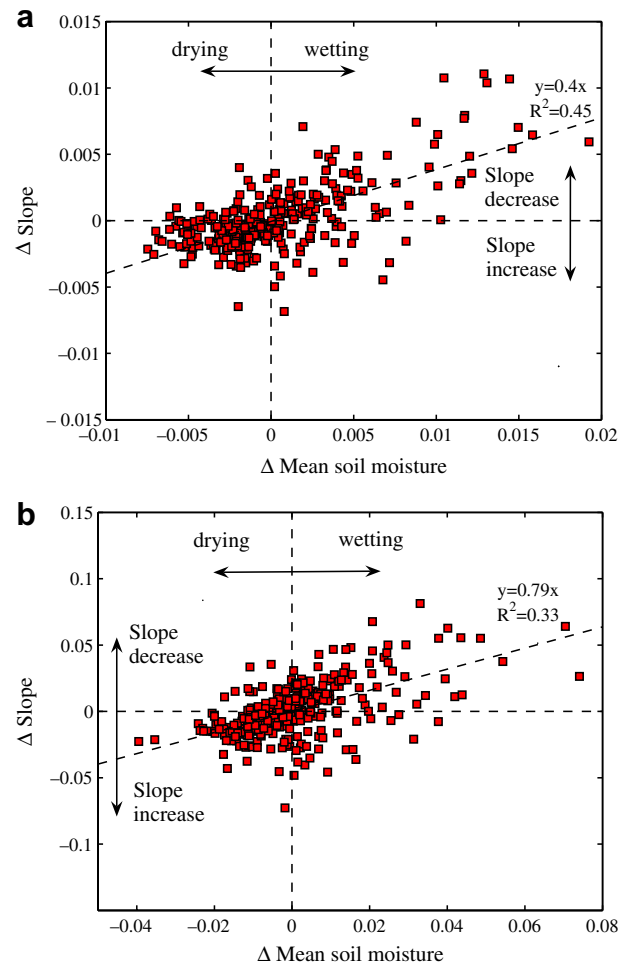 a
0.015
drying wetting
0.01
y=0.4x
R²=0.45
0.005
Slope
decrease
Δ Slope
0
Slope
increase
–0.005
–0.01
– 0.015
–0.01 –0.005 0 0.005 0.01 0.015 0.02
Δ Mean soil moisture
b
0.15
drying wetting
0.1
y=0.79x
R²=0.33
Slope
decrease
0.05
Δ Slope
0
–0.05
Slope
increase
–0.1
–0.04 –0.02 0 0.02 0.04 0.06 0.08
Δ Mean soil moisture